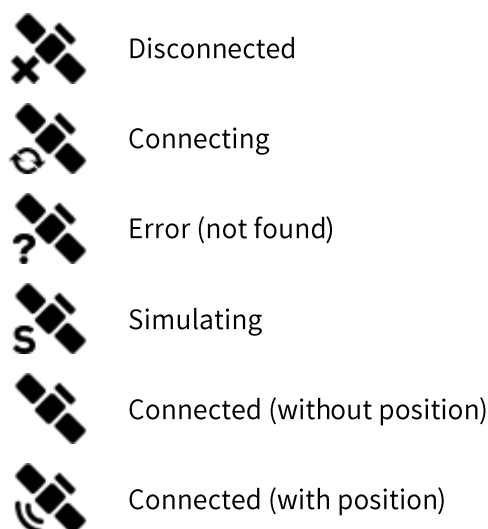 Disconnected
Connecting
? Error (not found)
S Simulating
Connected (without position)
Connected (with position)